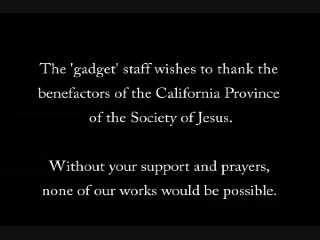 The 'gadget' staff wishes to thank the
benefactors of the California Province
of the Society of Jesus.
Without your support and prayers,
none of our works would be possible.